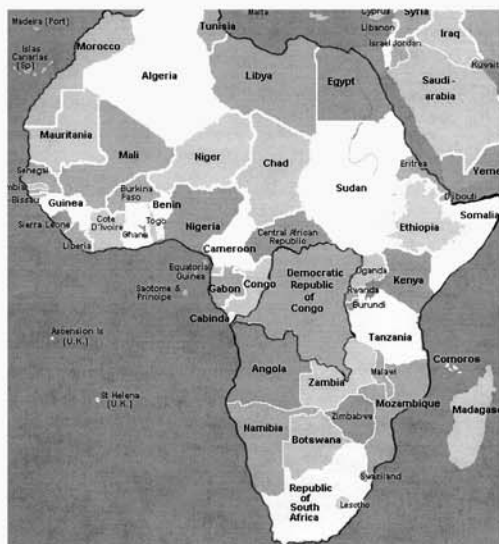 Madeira (Port)
Malta
Cyprus
Syria
Tunisia
Lebanon
Iraq
Islas
Canarias
(Sp)
Morocco
Israel
Jordan
Kuwait
Algeria
Libya
Egypt
Saudi-
arabia
Mauritania
Mali
Niger
Chad
Eritrea
Yemen
Senegal
Sudan
Bissau
Guinea
Burkina
Faso
Benin
Djibouti
Sierra Leone
Cote
D'Ivoire
Togo
Nigeria
Ethiopia
Somalia
Ghana
Central African
Republic
Liberia
Cameroon
Equatorial
Guinea
Democratic
Republic
of
Congo
Uganda
Kenya
Gabon
Congo
Rwanda
Saotome &
Principe
Burundi
Cabinda
Tanzania
Ascension Is
(U.K.)
Comoros
Angola
Malawi
Zambia
St Helena
(U.K.)
Mozambique
Madagas
Zimbabwe
Namibia
Botswana
Swaziland
Republic
of
South
Africa
Lesotho